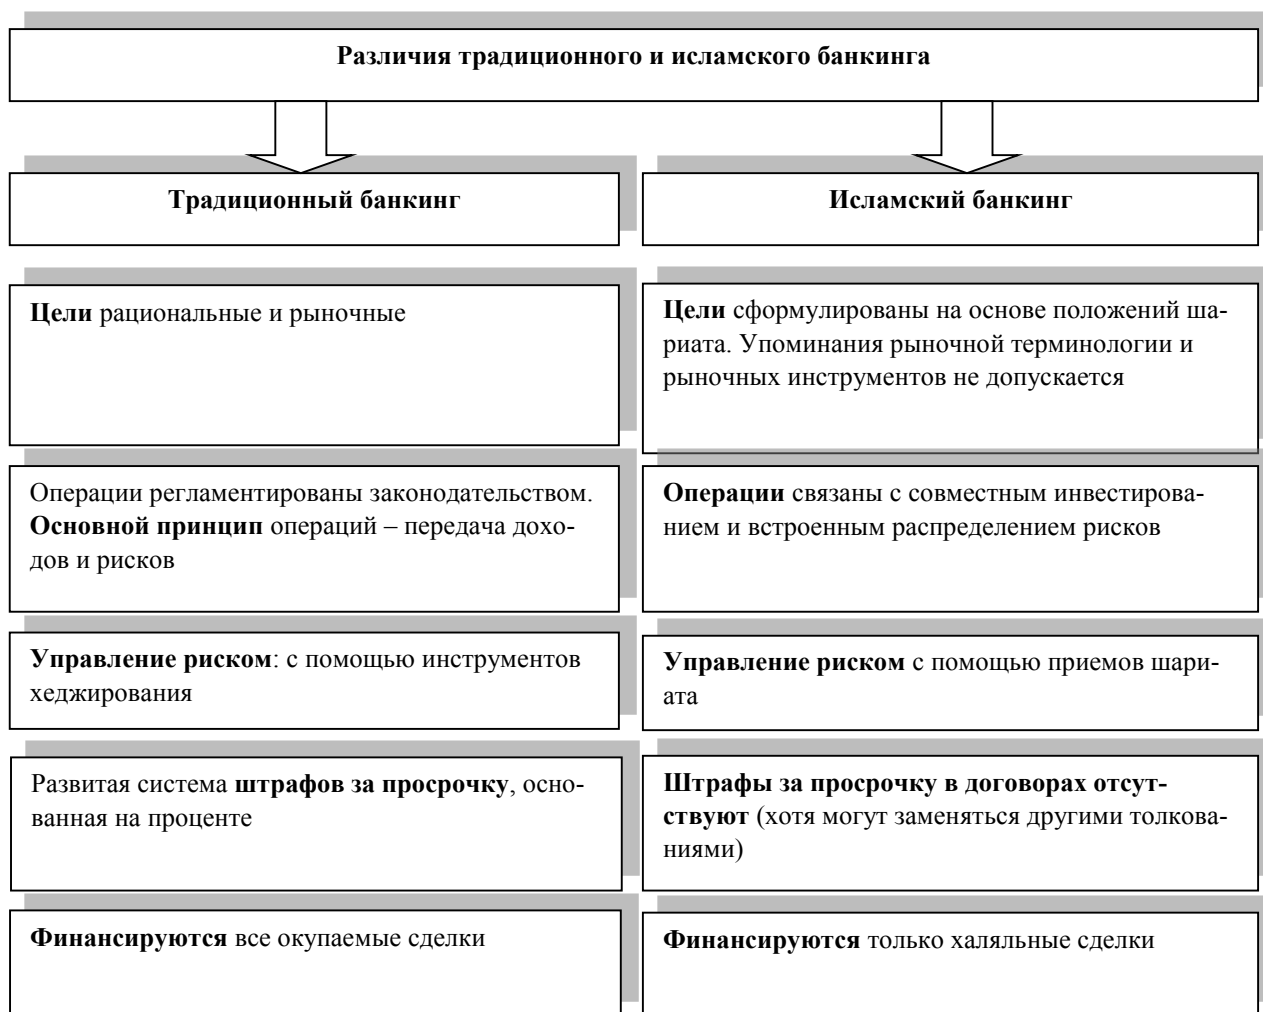 Различия традиционного и исламского банкинга
Традиционный банкинг
Исламский банкинг
Цели рациональные и рыночные
Цели сформулированы на основе положений ша-
риата. Упоминания рыночной терминологии и
рыночных инструментов не допускается
Операции регламентированы законодательством.
Основной принцип операций – передача дохо-
дов и рисков
Операции связаны с совместным инвестирова-
нием и встроенным распределением рисков
Управление риском: с помощью инструментов
хеджирования
Управление риском с помощью приемов шари-
ата
Развитая система штрафов за просрочку, осно-
ванная на проценте
Штрафы за просрочку в договорах отсут-
ствуют (хотя могут заменяться другими толкова-
ниями)
Финансируются все окупаемые сделки
Финансируются только халяльные сделки